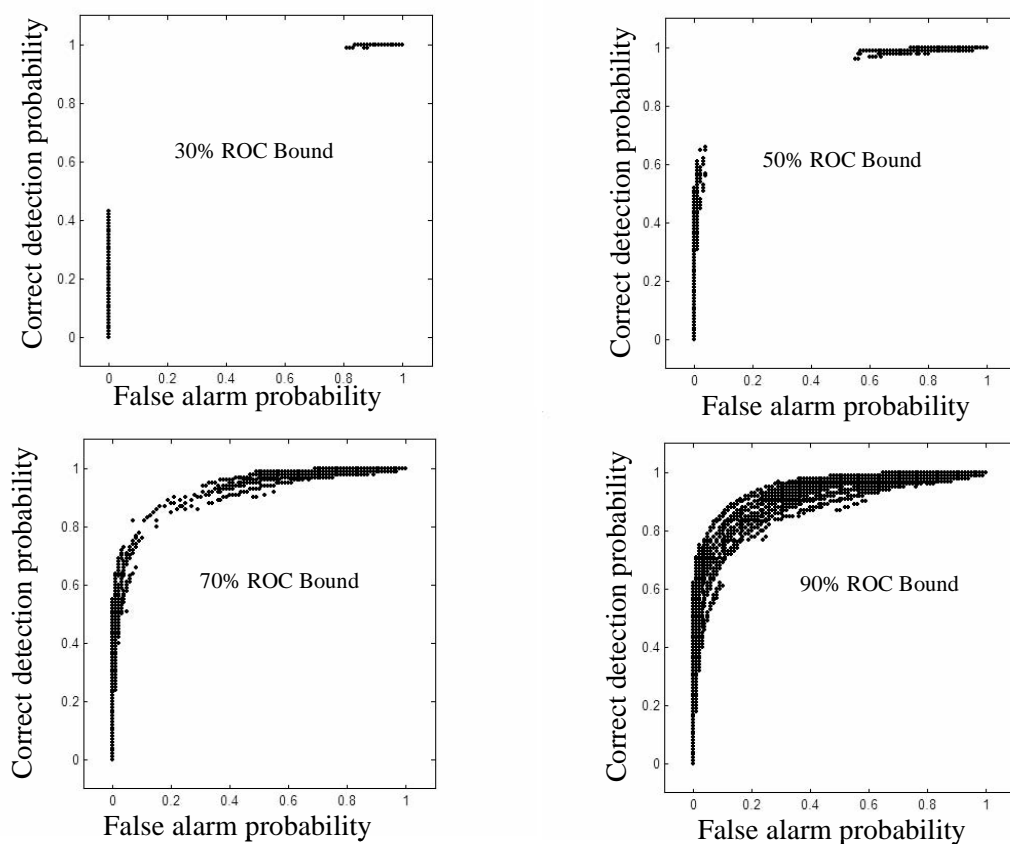 Correct detection probability
1
0.8
0.6
0.4
0.2
0
30% ROC Bound
0 0.2 0.4 0.6 0.8 1
False alarm probability
Correct detection probability
1
0.8
0.6
0.4
0.2
0
50% ROC Bound
0 0.2 0.4 0.6 0.8 1
False alarm probability
Correct detection probability
1
0.8
0.6
0.4
0.2
0
70% ROC Bound
0 0.2 0.4 0.6 0.8 1
False alarm probability
Correct detection probability
1
0.8
0.6
0.4
0.2
0
90% ROC Bound
0 0.2 0.4 0.6 0.8 1
False alarm probability